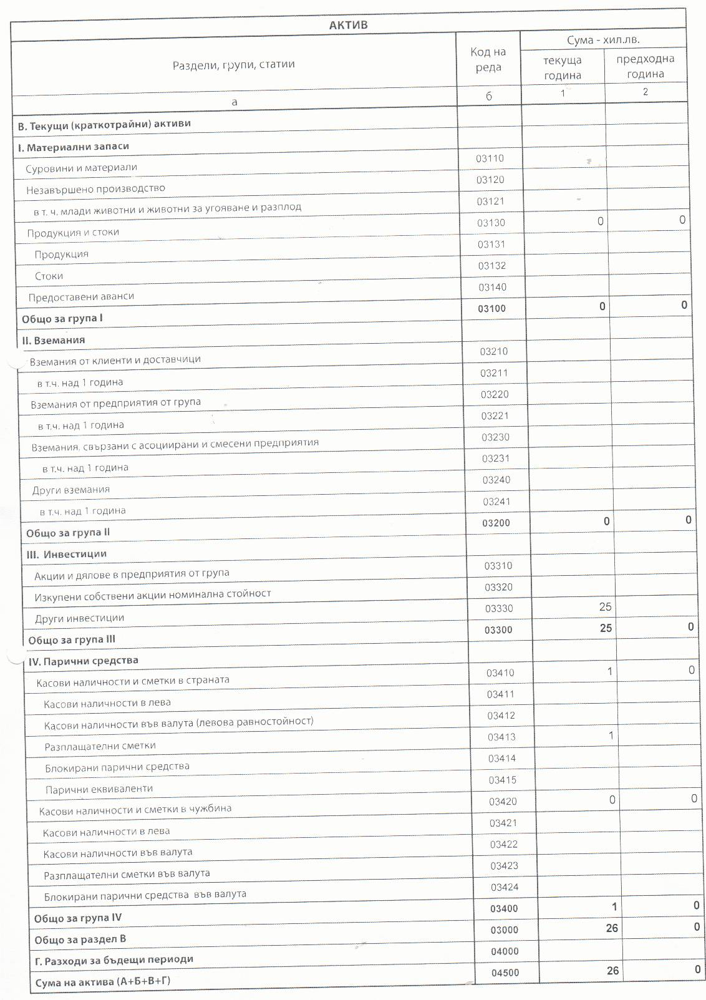 АКТИВ
Раздели, групи, статии
Код на реда
Сума - хил.лв.
текуща година
предходна година
а б 1 2
В. Текущи (краткотрайни) активи
I. Материални запаси
Суровини и материали 03110
Незавършено производство 03120
в т. ч. млади животни и животни за угояване и разплод 03121
Продукция и стоки 03130 0 0
Продукция 03131
Стоки 03132
Предоставени аванси 03140
Общо за група I 03100 0 0
II. Вземания
Вземания от клиенти и доставчици 03210
в т.ч. над 1 година 03211
Вземания от предприятия от група 03220
в т.ч. над 1 година 03221
Вземания, свързани с асоциирани и смесени предприятия 03230
в т.ч. над 1 година 03231
Други вземания 03240
в т.ч. над 1 година 03241
Общо за група II 03200 0 0
III. Инвестиции
Акции и дялове в предприятия от група 03310
Изкупени собствени акции номинална стойност 03320
Други инвестиции 03330 25
Общо за група III 03300 25 0
IV. Парични средства
Касови наличности и сметки в страната 03410 1 0
Касови наличности в лева 03411
Касови наличности във валута (левова равностойност) 03412
Разплащателни сметки 03413 1
Блокирани парични средства 03414
Парични еквиваленти 03415
Касови наличности и сметки в чужбина 03420 0 0
Касови наличности в лева 03421
Касови наличности във валута 03422
Разплащателни сметки във валута 03423
Блокирани парични средства във валута 03424
Общо за група IV 03400 1 0
Общо за раздел В 03000 26 0
Г. Разходи за бъдещи периоди 04000
Сума на актива (А+Б+В+Г) 04500 26 0